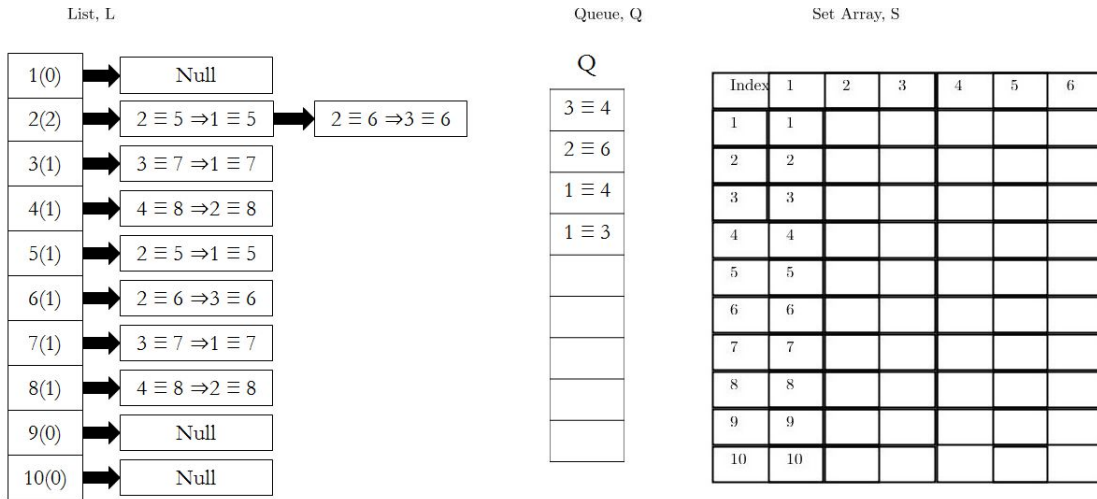 List, L
Queue, Q
Set Array, S
1(0) Null
2(2) 2 ≡ 5 ⇒1 ≡ 5 2 ≡ 6 ⇒3 ≡ 6
3(1) 3 ≡ 7 ⇒1 ≡ 7
4(1) 4 ≡ 8 ⇒2 ≡ 8
5(1) 2 ≡ 5 ⇒1 ≡ 5
6(1) 2 ≡ 6 ⇒3 ≡ 6
7(1) 3 ≡ 7 ⇒1 ≡ 7
8(1) 4 ≡ 8 ⇒2 ≡ 8
9(0) Null
10(0) Null
Q
3 ≡ 4
2 ≡ 6
1 ≡ 4
1 ≡ 3
Index 1 2 3 4 5 6
1 1
2 2
3 3
4 4
5 5
6 6
7 7
8 8
9 9
10 10